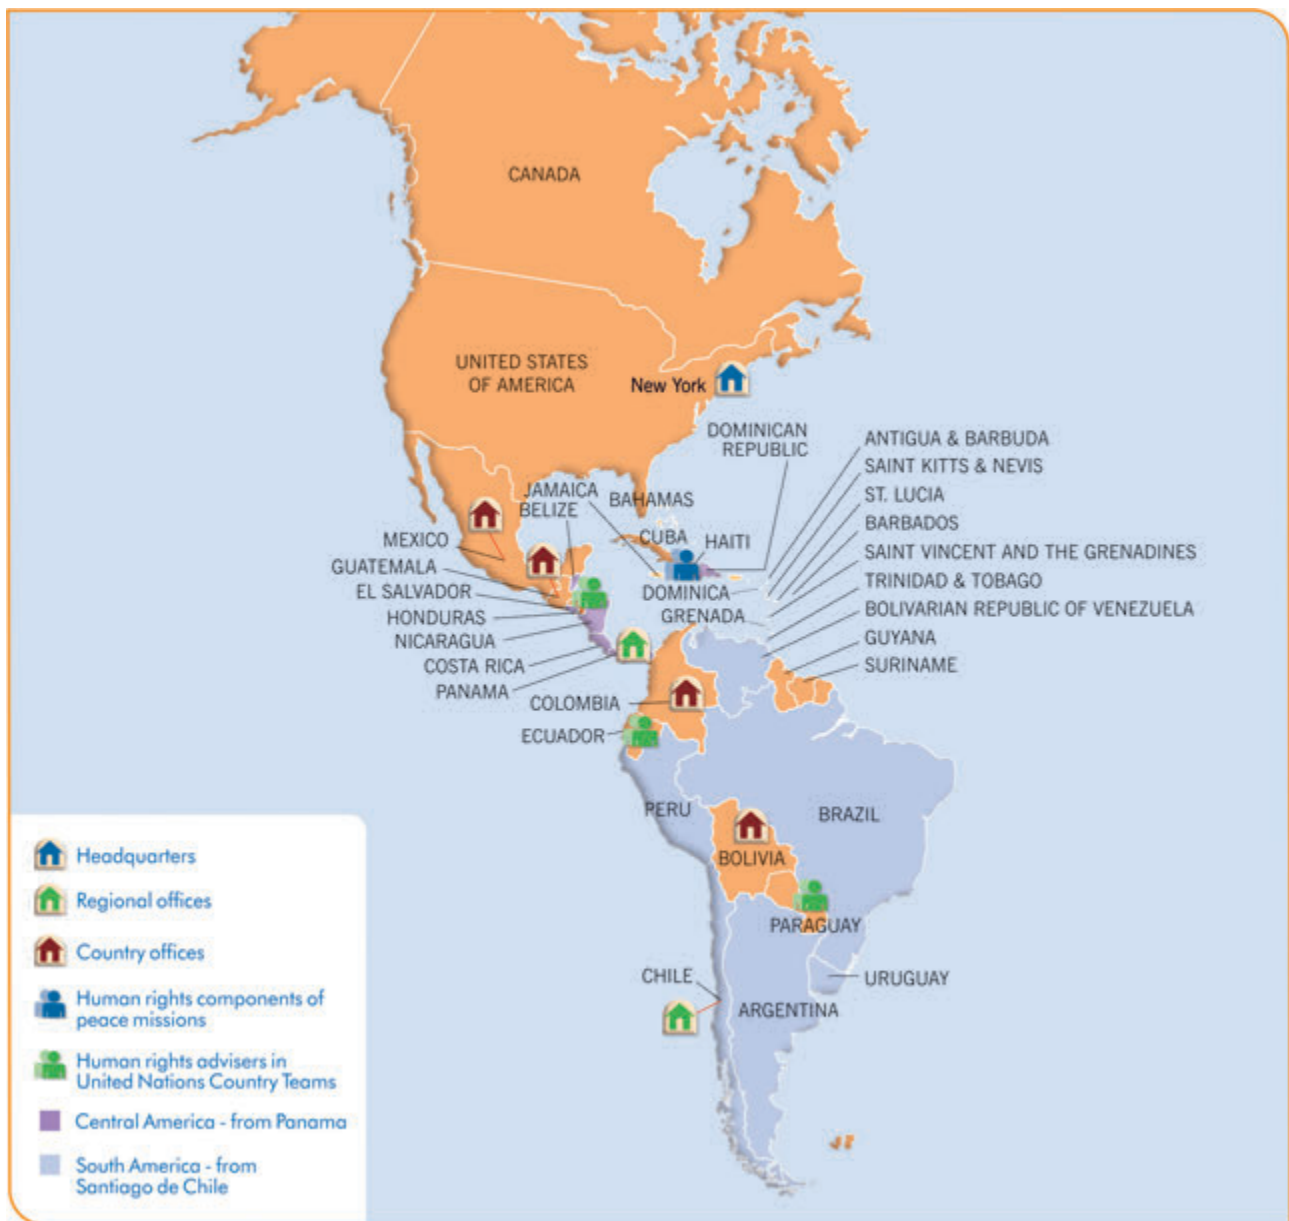 CANADA
UNITED STATES
OF AMERICA
New York
DOMINICAN
REPUBLIC
ANTIGUA & BARBUDA
SAINT KITTS & NEVIS
ST. LUCIA
BARBADOS
SAINT VINCENT AND THE GRENADINES
TRINIDAD & TOBAGO
BOLIVARIAN REPUBLIC OF VENEZUELA
GUYANA
SURINAME
JAMAICA
BELIZE
BAHAMAS
CUBA
HAITI
MEXICO
GUATEMALA
EL SALVADOR
HONDURAS
NICARAGUA
COSTA RICA
PANAMA
DOMINICA
GRENADA
COLOMBIA
ECUADOR
PERU
BRAZIL
BOLIVIA
PARAGUAY
CHILE
URUGUAY
ARGENTINA
Headquarters
Regional offices
Country offices
Human rights components of
peace missions
Human rights advisers in
United Nations Country Teams
Central America - from Panama
South America - from
Santiago de Chile